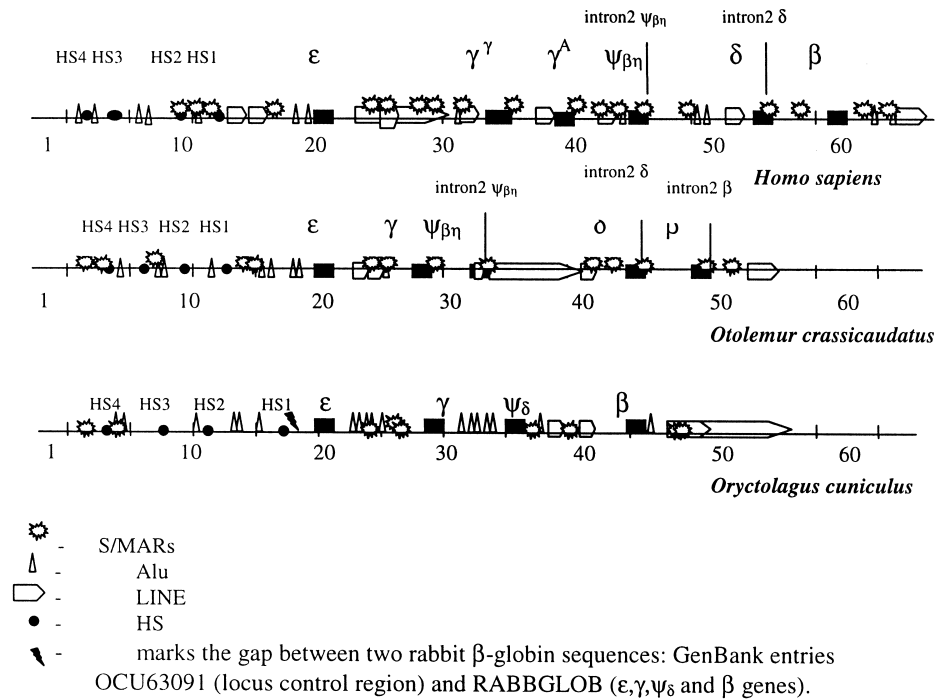 intron2 ψβη intron2 δ
HS4 HS3 HS2 HS1 ε γγ γA ψβη δ β
1 10 20 30 40 50 60
Homo sapiens
intron2 ψβη intron2 δ intron2 β
HS4 HS3 HS2 HS1 ε γ ψβη
1 10 20 30 40 50 60
Otolemur crassicaudatus
HS4 HS3 HS2 HS1 ε γ ψδ β
1 10 20 30 40 50 60
Oryctolagus cuniculus
- S/MARs
- Alu
- LINE
- HS
- marks the gap between two rabbit β-globin sequences: GenBank entries
OCU63091 (locus control region) and RABBGLOB (ε,γ,ψδ and β genes).